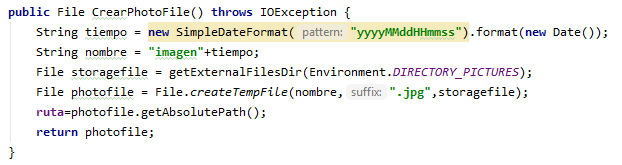 public File CrearPhotoFile() throws IOException {
    String tiempo = new SimpleDateFormat( pattern: "yyyyMMddHHmmss").format(new Date());
    String nombre = "imagen"+tiempo;
    File storagefile = getExternalFilesDir(Environment.DIRECTORY_PICTURES);
    File photofile = File.createTempFile(nombre, suffix: ".jpg",storagefile);
    ruta=photofile.getAbsolutePath();
    return photofile;
}